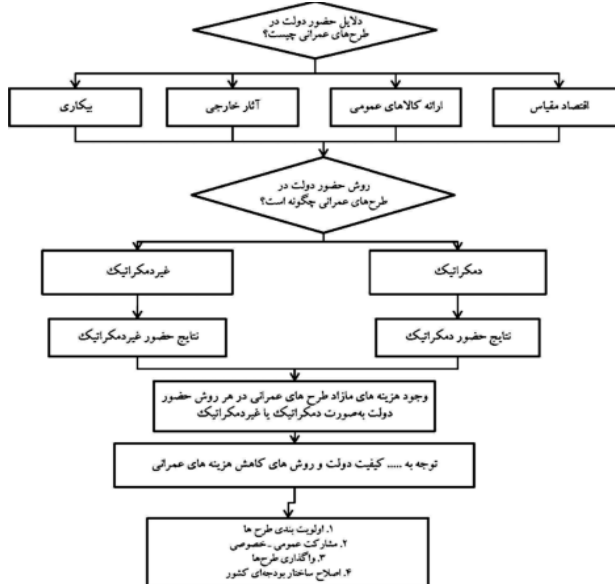 دلایل حضور دولت در
طرح‌های عمرانی چیست؟
اقتصاد مقیاس
ارائه کالاهای عمومی
آثار خارجی
بیکاری
روش حضور دولت در
طرح‌های عمرانی چگونه است؟
دمکراتیک
غیردمکراتیک
نتایج حضور دمکراتیک
نتایج حضور غیردمکراتیک
وجود هزینه های مازاد طرح های عمرانی در هر روش حضور
دولت به‌صورت دمکراتیک یا غیردمکراتیک
توجه به ..... کیفیت دولت و روش های کاهش هزینه های عمرانی
۱. اولویت بندی طرح ها
۲. مشارکت عمومی ـ خصوصی
۳. واگذاری طرح‌ها
۴. اصلاح ساختار بودجه‌ای کشور